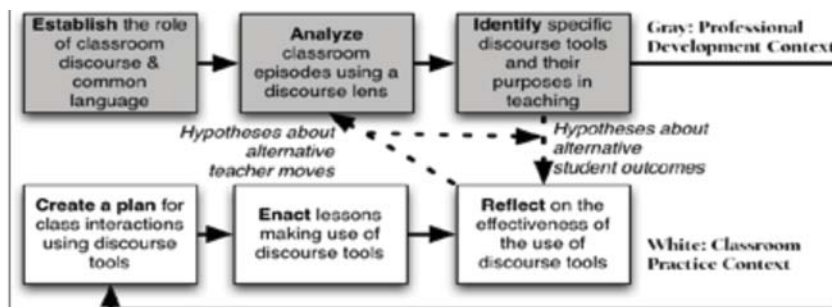 Establish the role
of classroom
discourse &
common
language
Analyze
classroom
episodes using a
discourse lens
Identify specific
discourse tools
and their
purposes in
teaching
Gray: Professional
Development Context
Hypotheses about
alternative
teacher moves
Hypotheses about
alternative
student outcomes
Create a plan for
class interactions
using discourse
tools
Enact lessons
making use of
discourse tools
Reflect on the
effectiveness of
the use of
discourse tools
White: Classroom
Practice Context